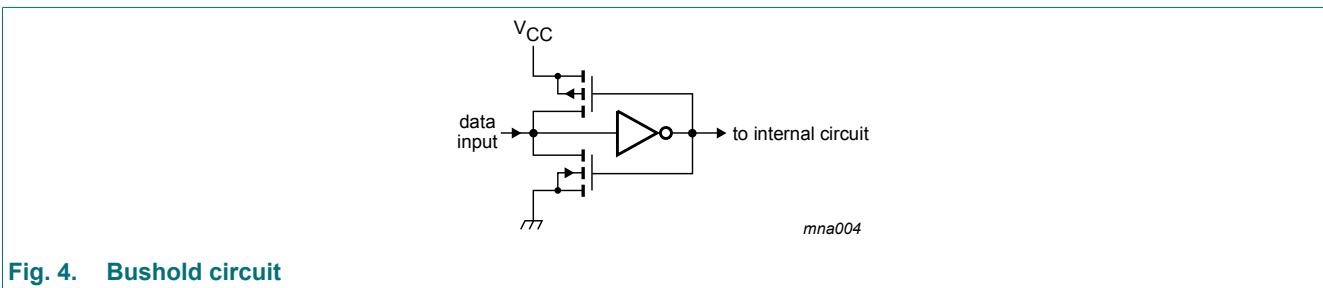 VCC
data
input
to internal circuit
mna004
Fig. 4. Bushold circuit